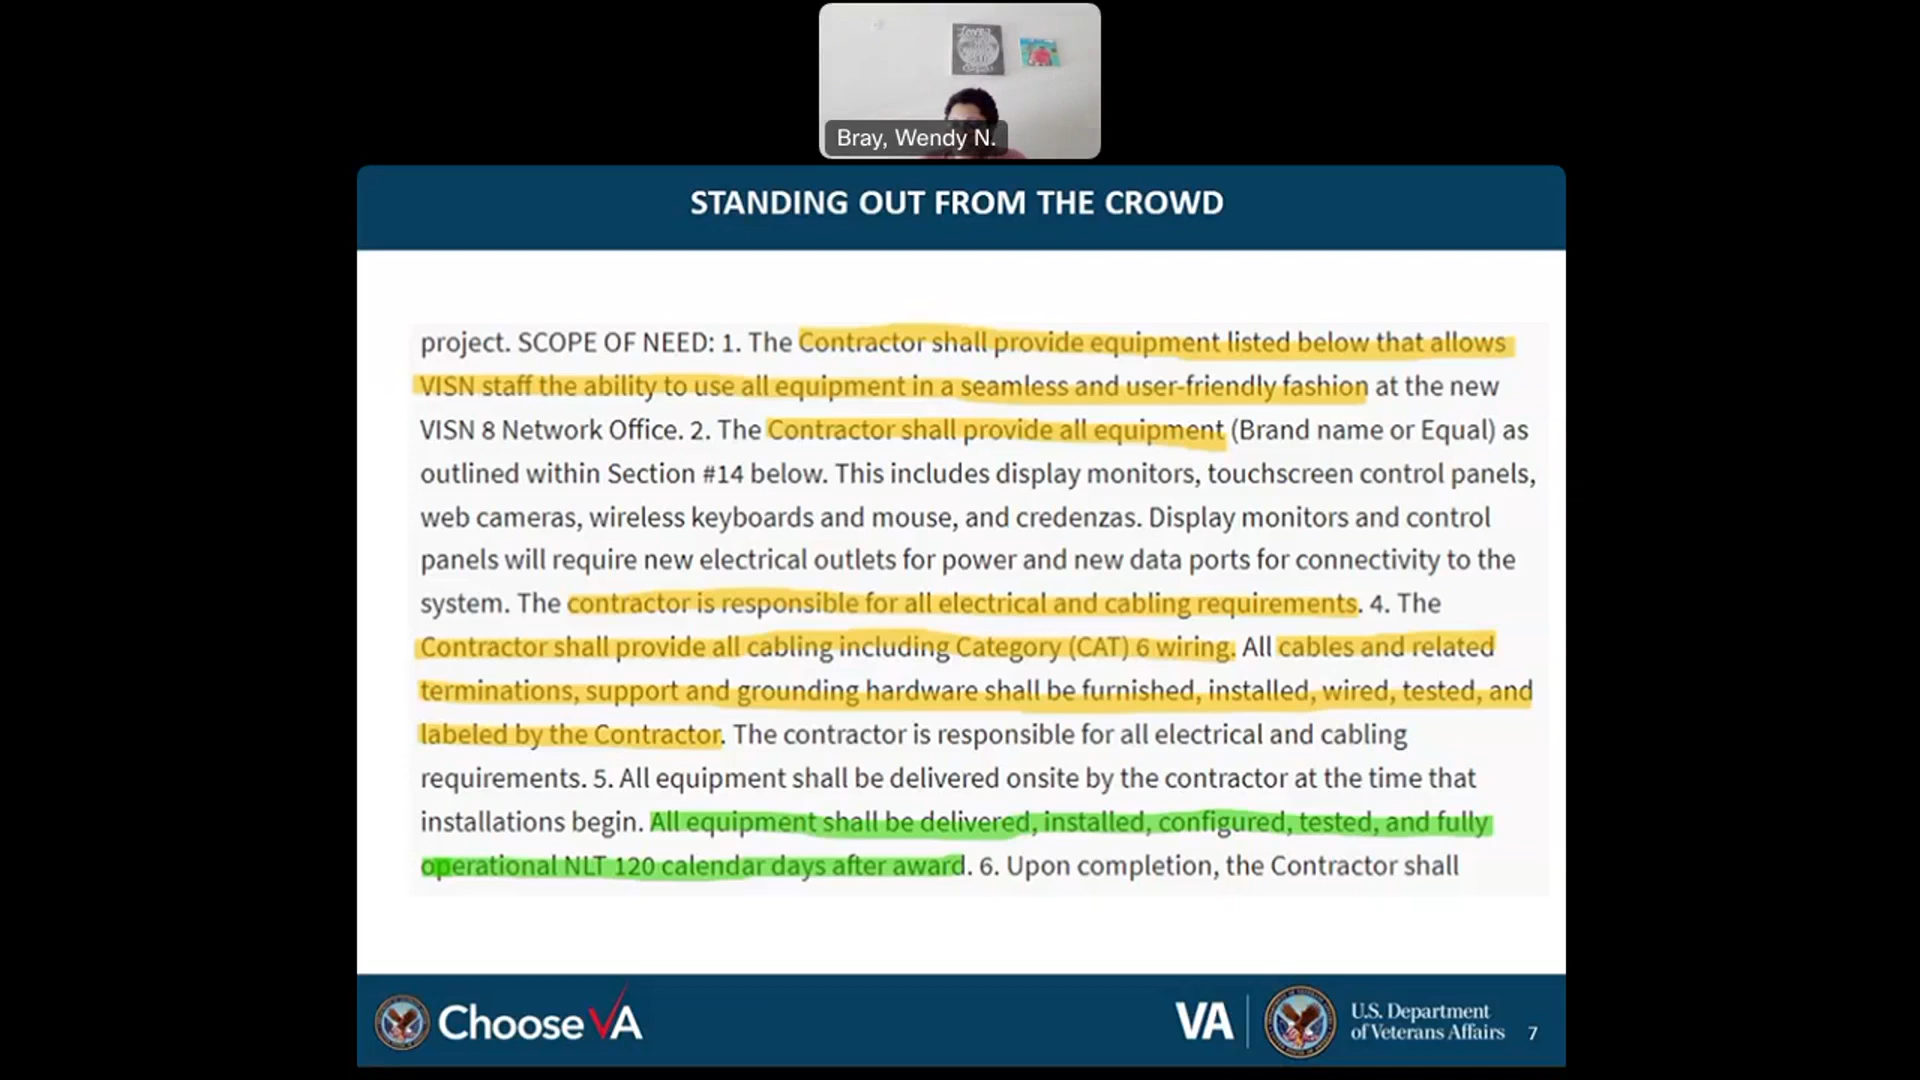 Love
Bray, Wendy N.
STANDING OUT FROM THE CROWD
project. SCOPE OF NEED: 1. The Contractor shall provide equipment listed below that allows
VISN staff the ability to use all equipment in a seamless and user-friendly fashion at the new
VISN 8 Network Office. 2. The Contractor shall provide all equipment (Brand name or Equal) as
outlined within Section #14 below. This includes display monitors, touchscreen control panels,
web cameras, wireless keyboards and mouse, and credenzas. Display monitors and control
panels will require new electrical outlets for power and new data ports for connectivity to the
system. The contractor is responsible for all electrical and cabling requirements. 4. The
Contractor shall provide all cabling including Category (CAT) 6 wiring. All cables and related
terminations, support and grounding hardware shall be furnished, installed, wired, tested, and
labeled by the Contractor. The contractor is responsible for all electrical and cabling
requirements. 5. All equipment shall be delivered onsite by the contractor at the time that
installations begin. All equipment shall be delivered, installed, configured, tested, and fully
operational NLT 120 calendar days after award. 6. Upon completion, the Contractor shall
Choose VA
VA
U.S. Department
of Veterans Affairs
7